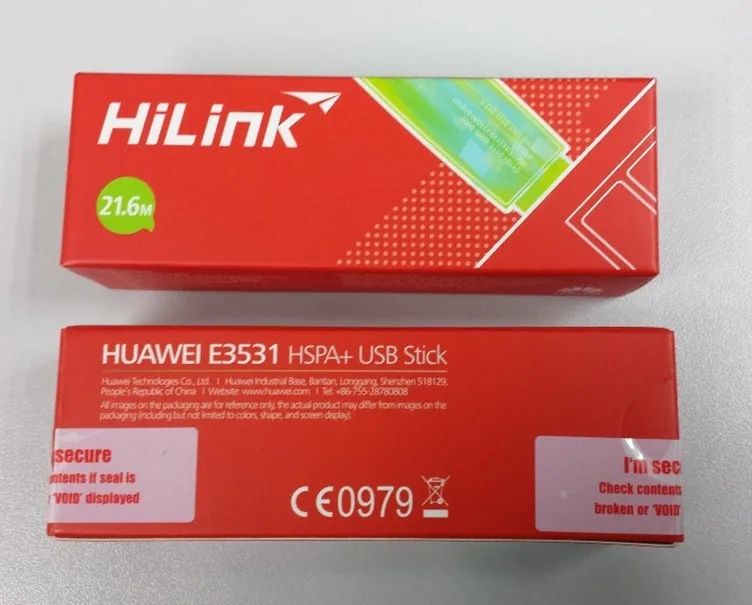 HiLink
21.6M
HUAWEI E3531 HSPA+ USB Stick
Huawei Technologies Co., Ltd. | Huawei Industrial Base, Bantian, Longgang, Shenzhen 518129,
People's Republic of China | Website: www.huawei.com | Tel: +86-755-28780808
All images on the packaging are for reference only, the actual product may differ from images on the
packaging (including but not limited to colors, shape, and screen display).
secure
ntents if seal is
'VOID' displayed
I'm sec
Check contents
broken or 'VOID'
CE0979